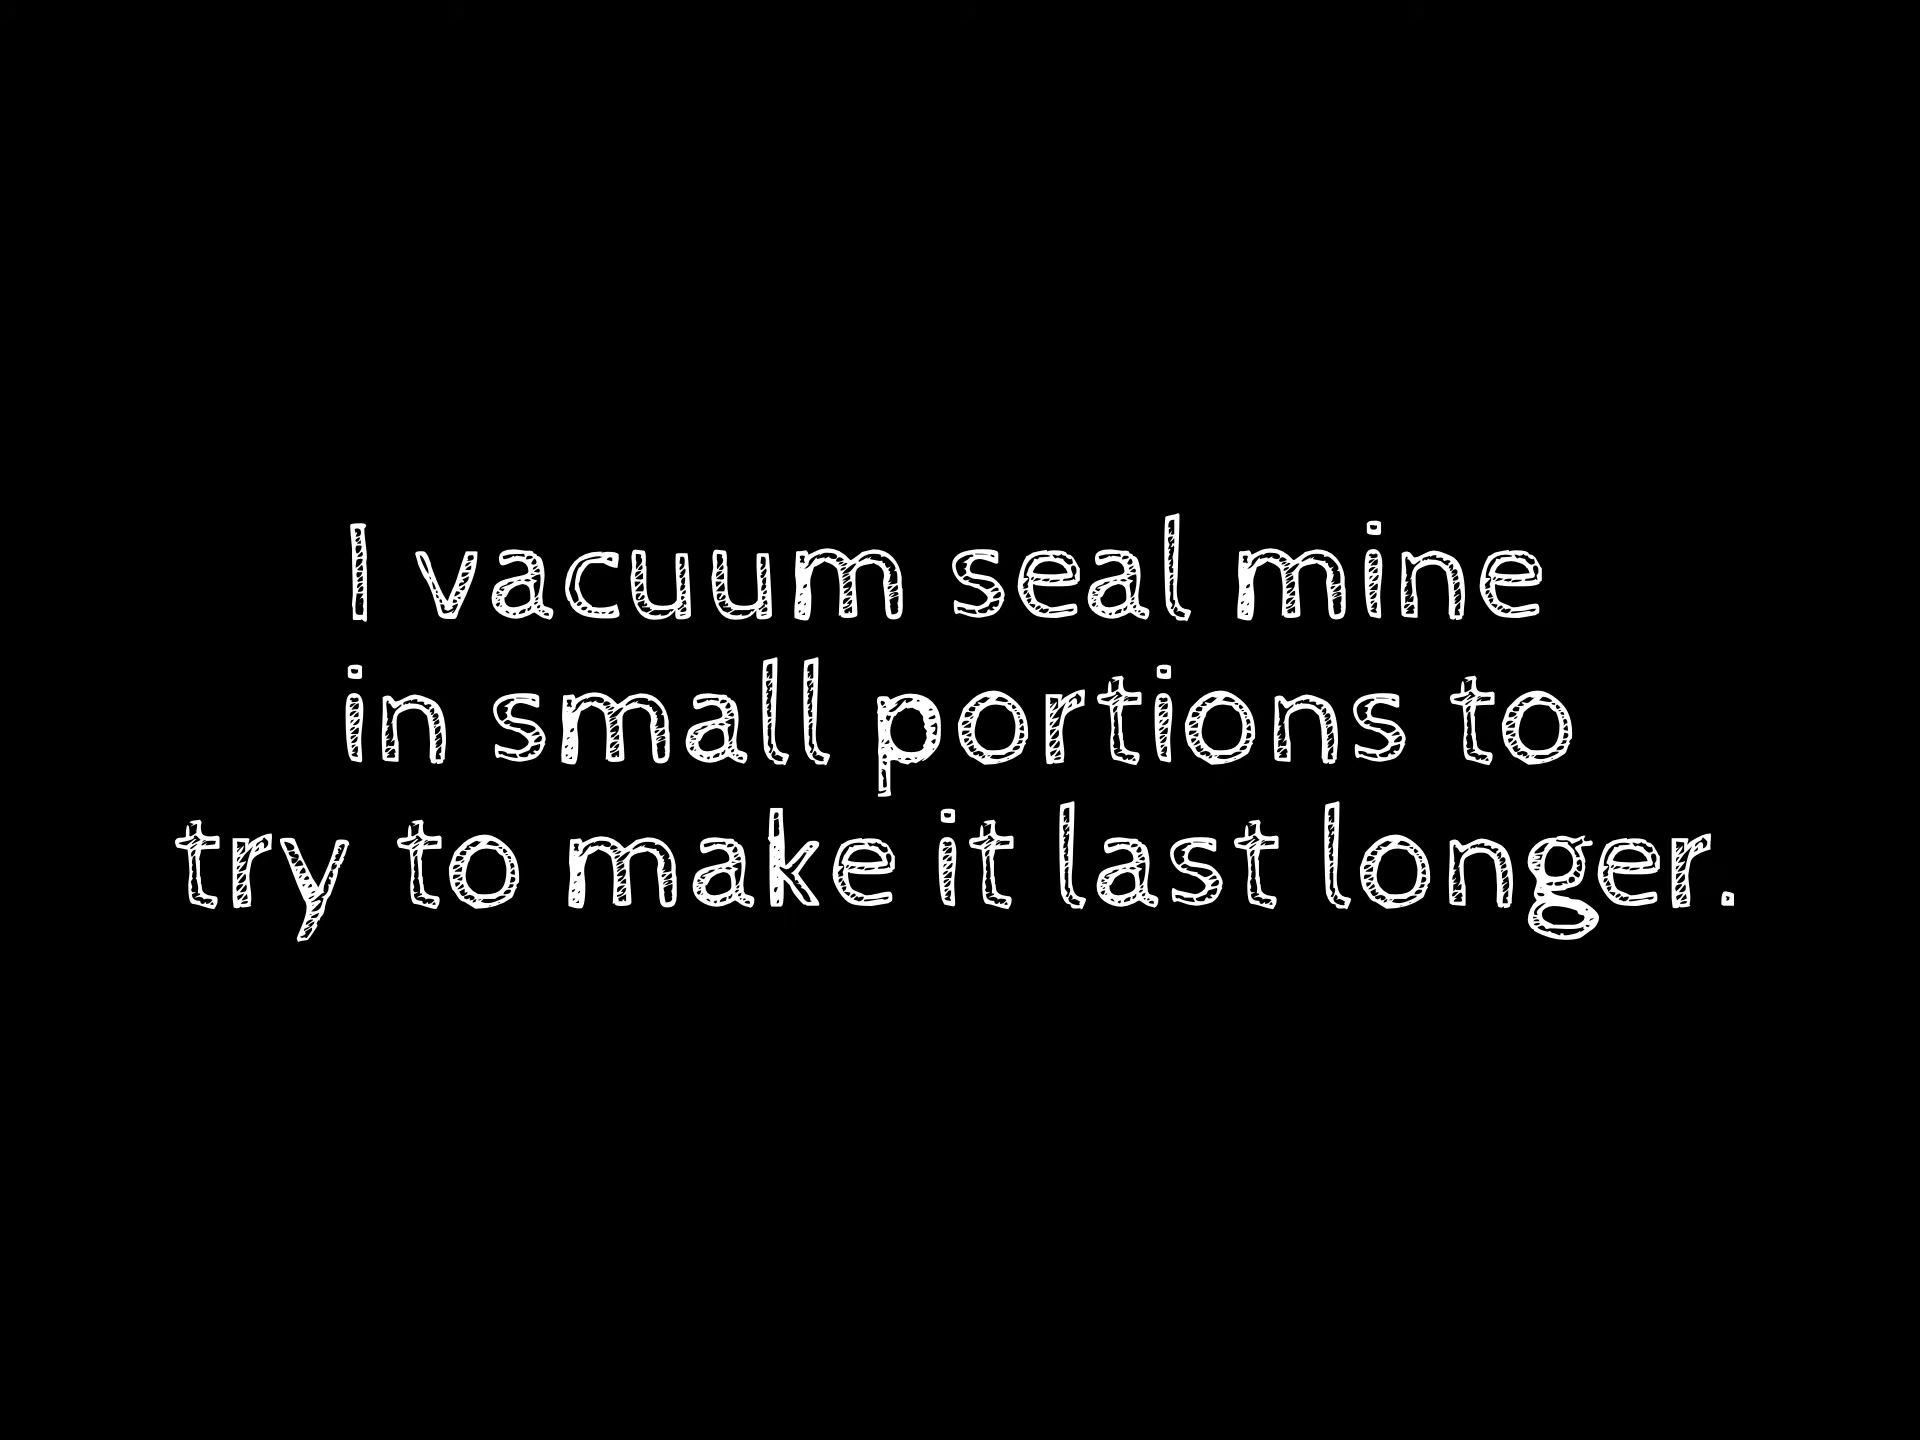 I vacuum seal mine
in small portions to
try to make it last longer.